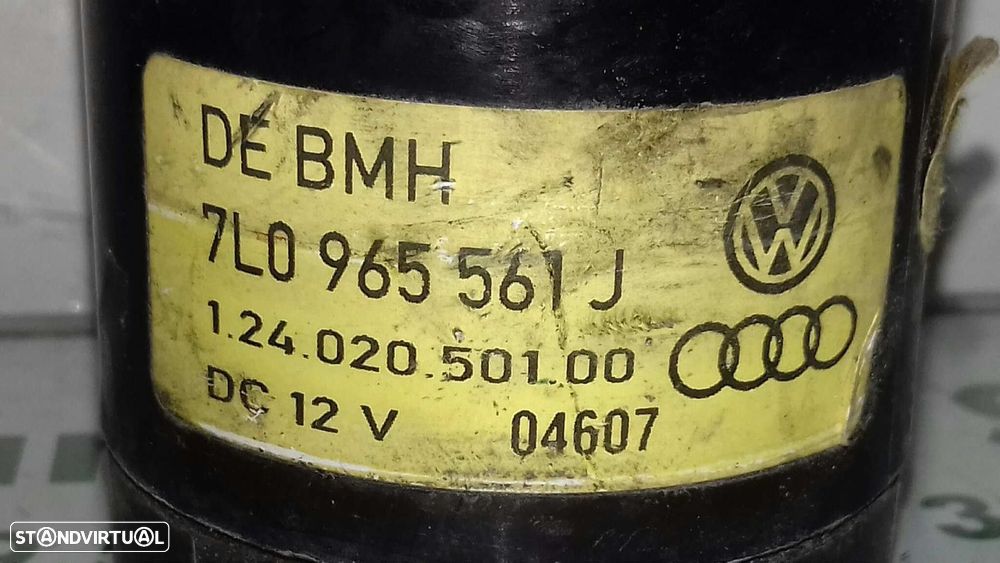 DE BMH
7L0 965 561 J
1.24.020.501.00
DC 12 V 04607
STANDVIRTUAL